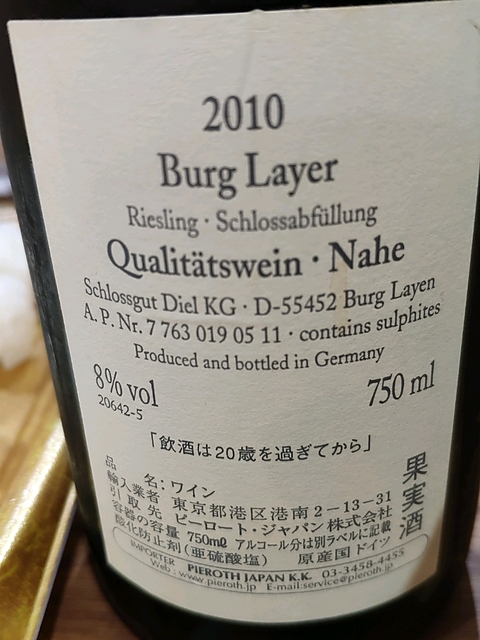 2010
Burg Layer
Riesling · Schlossabfüllung
Qualitätswein · Nahe
Schlossgut Diel KG · D-55452 Burg Layen
A. P. Nr. 7 763 019 05 11 · contains sulphites
Produced and bottled in Germany
8% vol
750 ml
20642-5
「飲酒は20歳を過ぎてから」
果実酒
品 名:ワイン
輸入業者 東京都港区港南2-13-31
引取先 ピーロート・ジャパン株式会社
容器の容量 750mℓ アルコール分は別ラベルに記載
酸化防止剤(亜硫酸塩) 原産国 ドイツ
IMPORTER PIEROTH JAPAN K.K. 03-3458-4455
Web : www.pieroth.jp E-mail:service@pieroth.jp